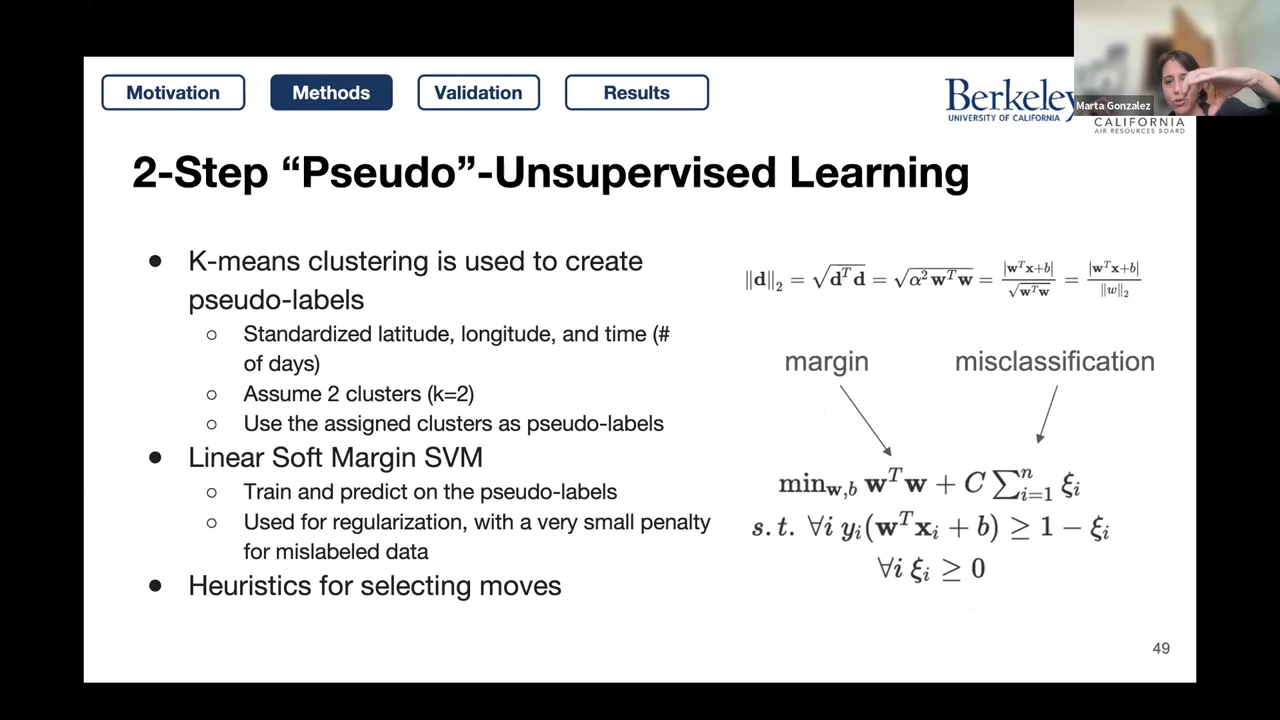 Motivation
Methods
Validation
Results
Berkeley
UNIVERSITY OF CALIFORNIA
CALIFORNIA
AIR RESOURCES BOARD
Marta Gonzalez
2-Step “Pseudo”-Unsupervised Learning
● K-means clustering is used to create
pseudo-labels
○ Standardized latitude, longitude, and time (#
of days)
○ Assume 2 clusters (k=2)
○ Use the assigned clusters as pseudo-labels
● Linear Soft Margin SVM
○ Train and predict on the pseudo-labels
○ Used for regularization, with a very small penalty
for mislabeled data
● Heuristics for selecting moves
‖d‖₂ = √(dᵀd) = √(α²wᵀw) = |wᵀx+b| / √(wᵀw) = |wᵀx+b| / ‖w‖₂
margin
misclassification
min_{w,b} wᵀw + C ∑_{i=1}^{n} ξᵢ
s.t. ∀i yᵢ(wᵀxᵢ + b) ≥ 1 − ξᵢ
∀i ξᵢ ≥ 0
49